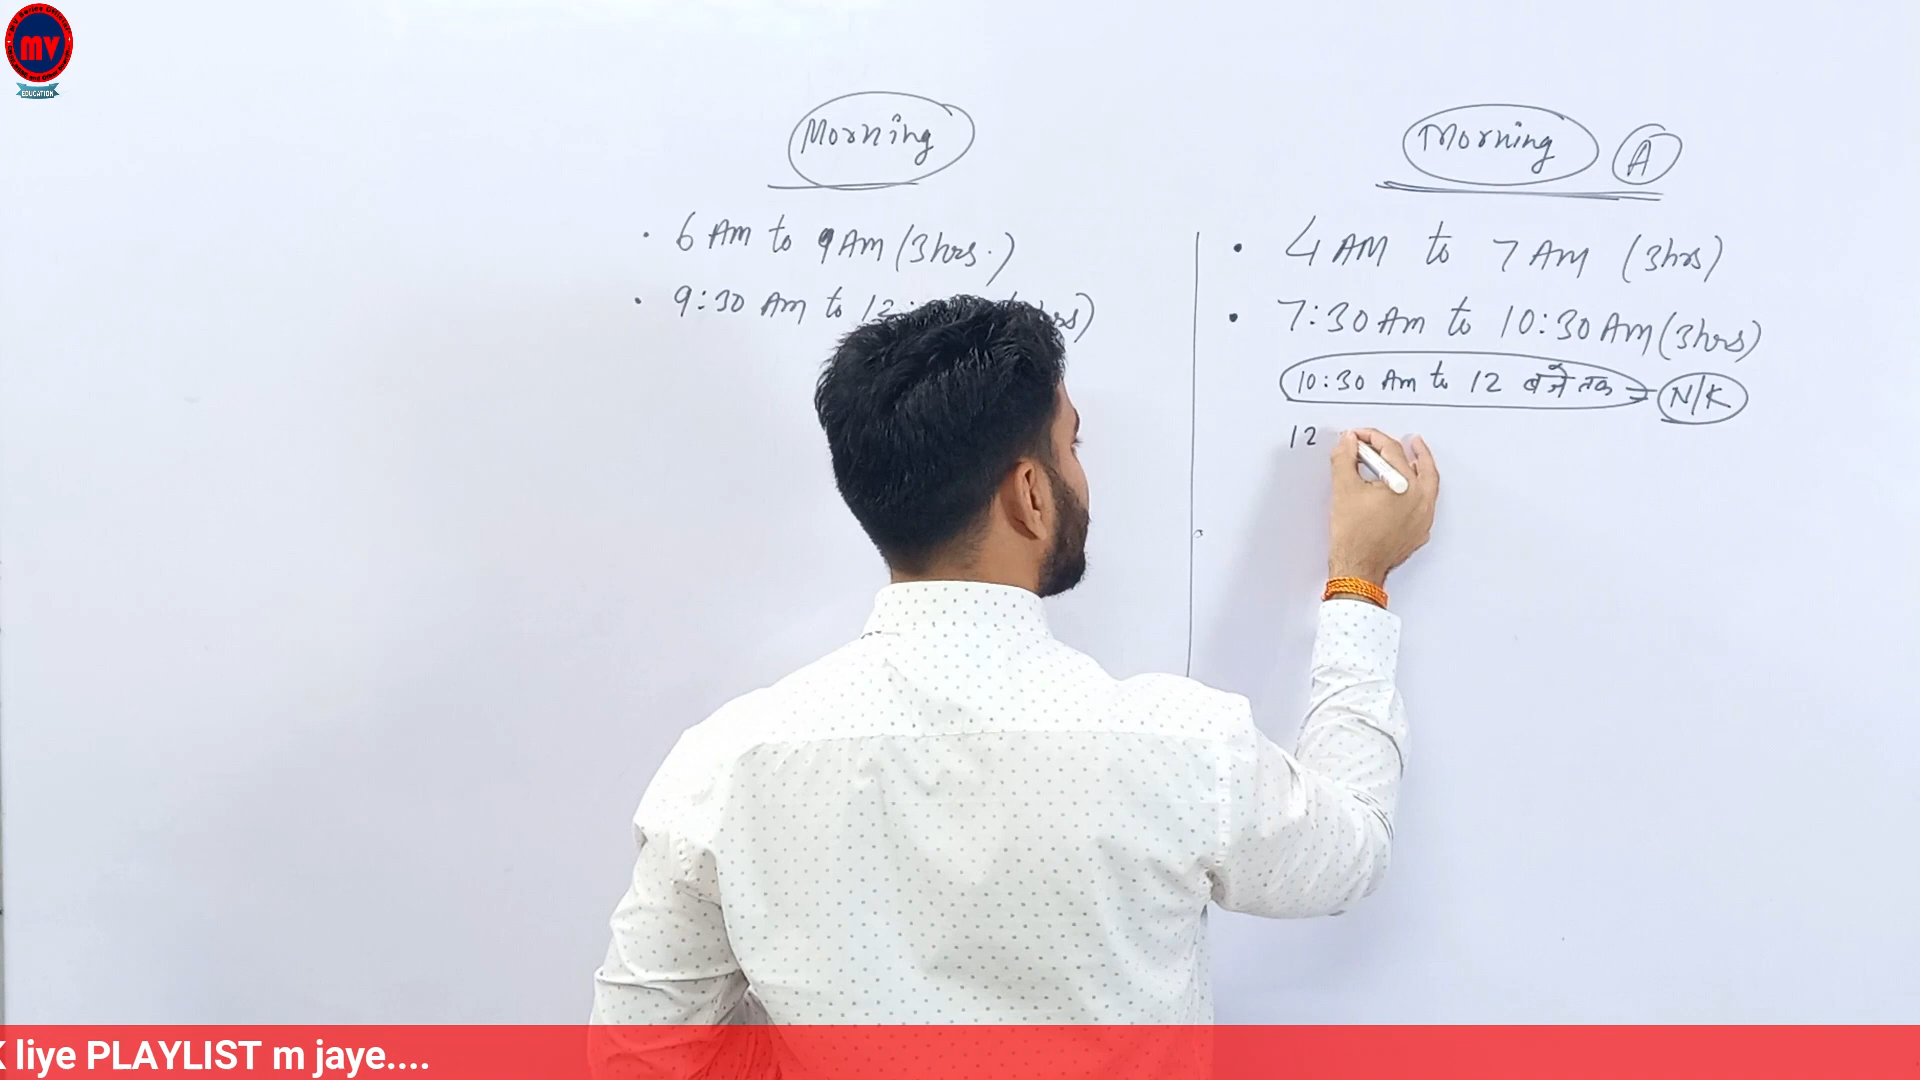 MV
EDUCATION
Morning
• 6 Am to 9 AM (3hrs.)
• 9:30 Am to 12:
Morning A
• 4 AM to 7 AM (3hrs)
• 7:30 Am to 10:30 AM (3hrs)
10:30 Am to 12 बजे तक = N/K
12
liye PLAYLIST m jaye....